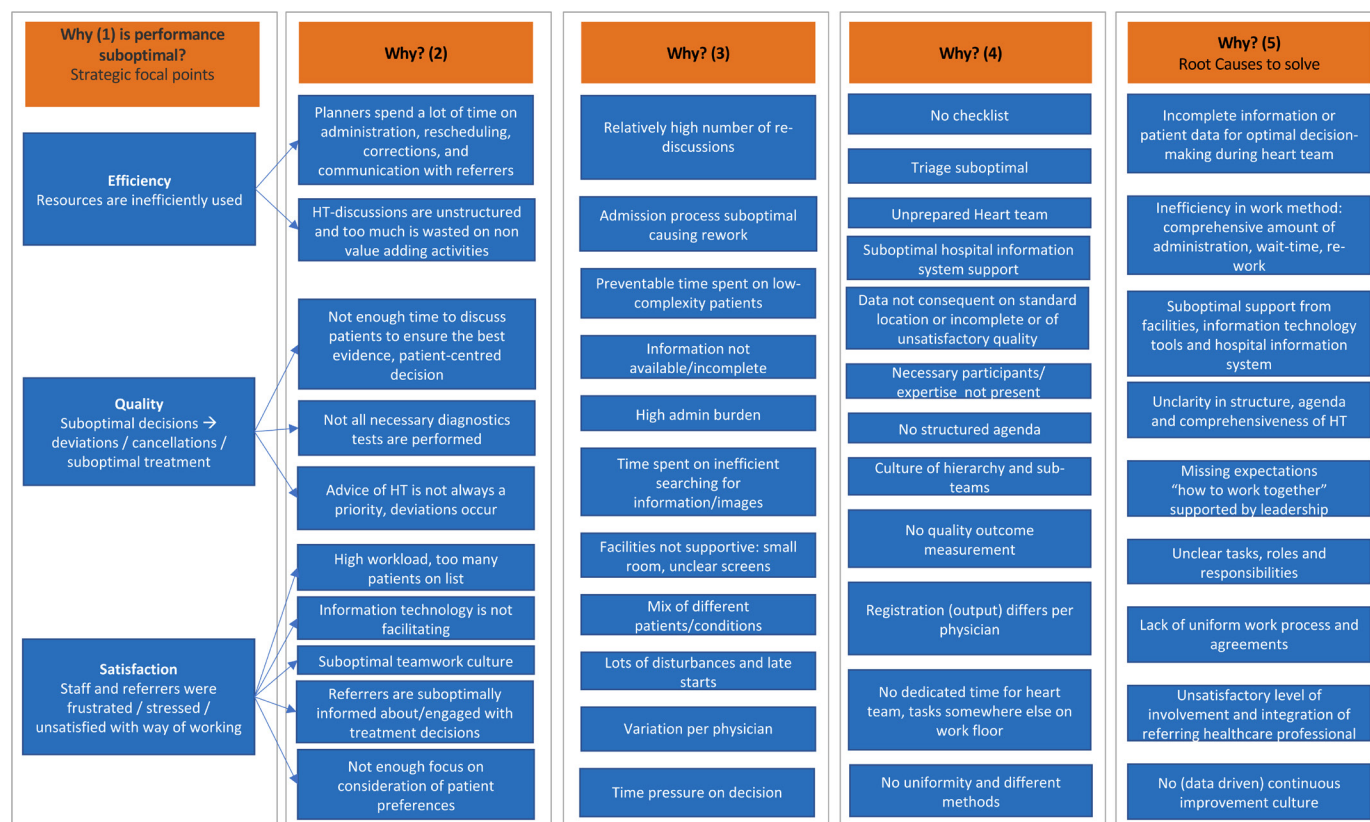 Why (1) is performance
suboptimal?
Strategic focal points
Efficiency
Resources are inefficiently used
Quality
Suboptimal decisions →
deviations / cancellations /
suboptimal treatment
Satisfaction
Staff and referrers were
frustrated / stressed /
unsatisfied with way of working
Why? (2)
Planners spend a lot of time on
administration, rescheduling,
corrections, and
communication with referrers
HT-discussions are unstructured
and too much is wasted on non
value adding activities
Not enough time to discuss
patients to ensure the best
evidence, patient-centred
decision
Not all necessary diagnostics
tests are performed
Advice of HT is not always a
priority, deviations occur
High workload, too many
patients on list
Information technology is not
facilitating
Suboptimal teamwork culture
Referrers are suboptimally
informed about/engaged with
treatment decisions
Not enough focus on
consideration of patient
preferences
Why? (3)
Relatively high number of re-
discussions
Admission process suboptimal
causing rework
Preventable time spent on low-
complexity patients
Information not
available/incomplete
High admin burden
Time spent on inefficient
searching for
information/images
Facilities not supportive: small
room, unclear screens
Mix of different
patients/conditions
Lots of disturbances and late
starts
Variation per physician
Time pressure on decision
Why? (4)
No checklist
Triage suboptimal
Unprepared Heart team
Suboptimal hospital information
system support
Data not consequent on standard
location or incomplete or of
unsatisfactory quality
Necessary participants/
expertise not present
No structured agenda
Culture of hierarchy and sub-
teams
No quality outcome
measurement
Registration (output) differs per
physician
No dedicated time for heart
team, tasks somewhere else on
work floor
No uniformity and different
methods
Why? (5)
Root Causes to solve
Incomplete information or
patient data for optimal decision-
making during heart team
Inefficiency in work method:
comprehensive amount of
administration, wait-time, re-
work
Suboptimal support from
facilities, information technology
tools and hospital information
system
Unclarity in structure, agenda
and comprehensiveness of HT
Missing expectations
“how to work together”
supported by leadership
Unclear tasks, roles and
responsibilities
Lack of uniform work process and
agreements
Unsatisfactory level of
involvement and integration of
referring healthcare professional
No (data driven) continuous
improvement culture